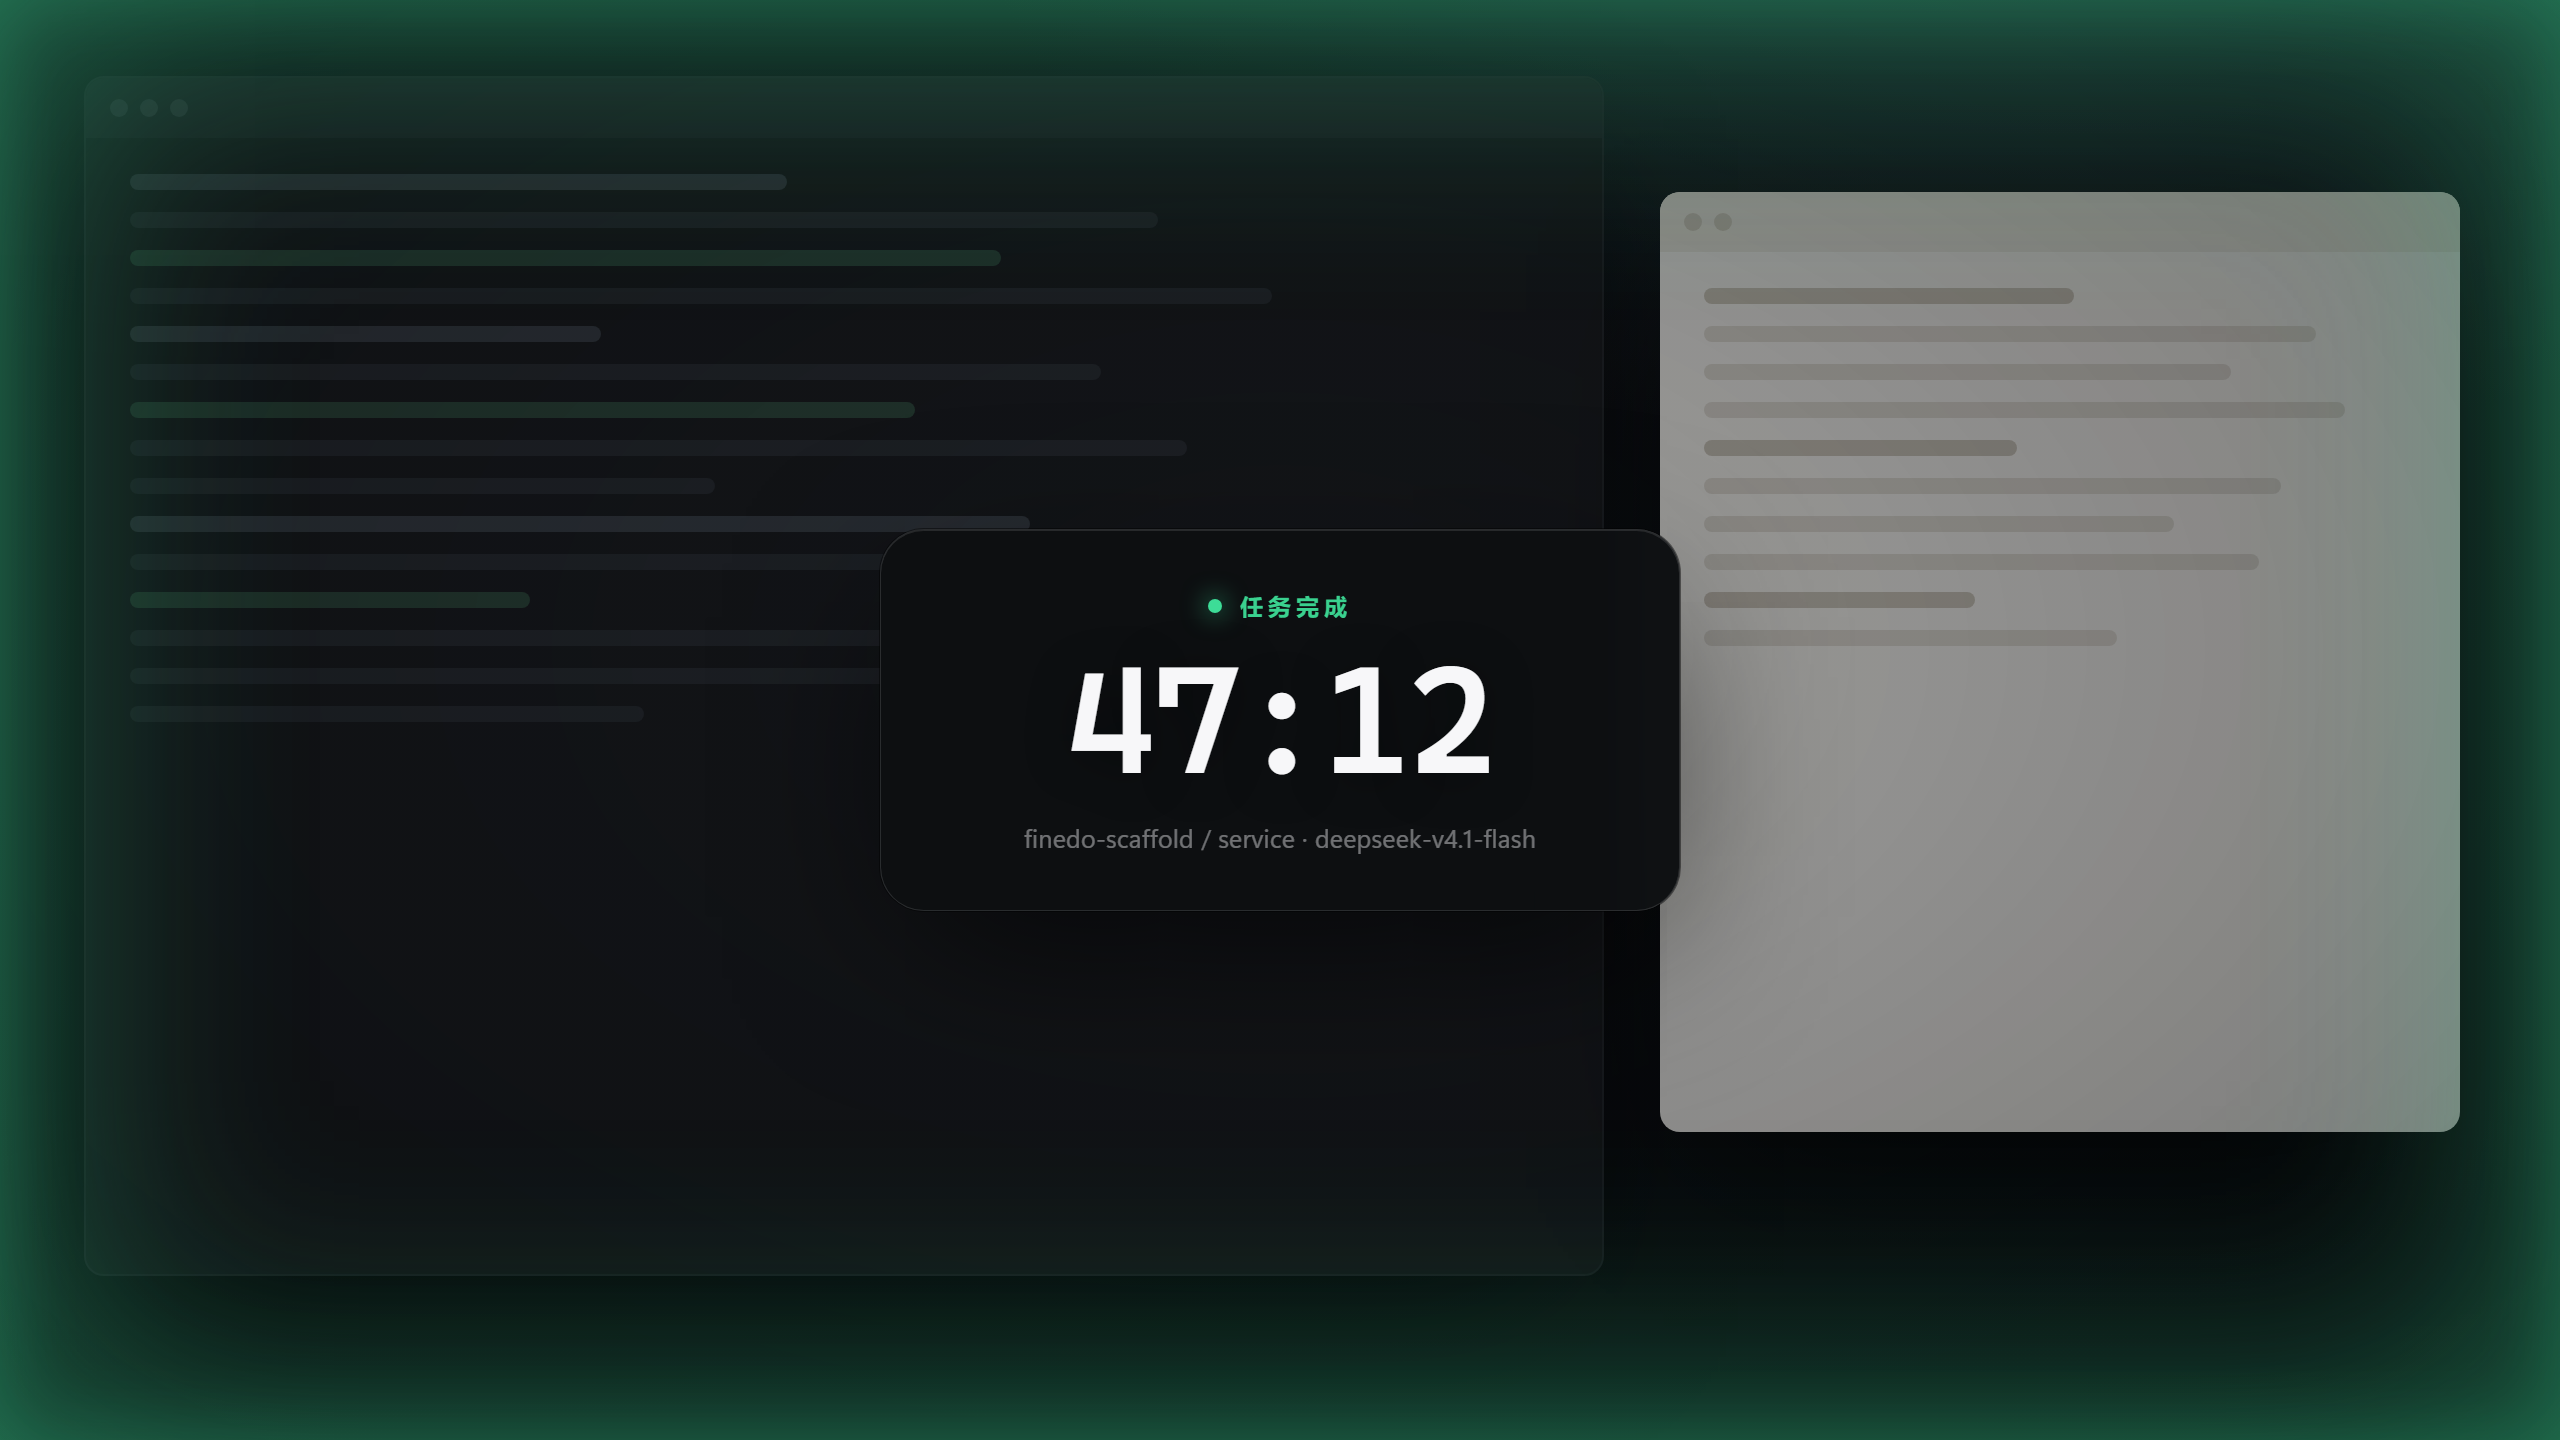 任务完成
47:12
finedo-scaffold / service · deepseek-v4.1-flash